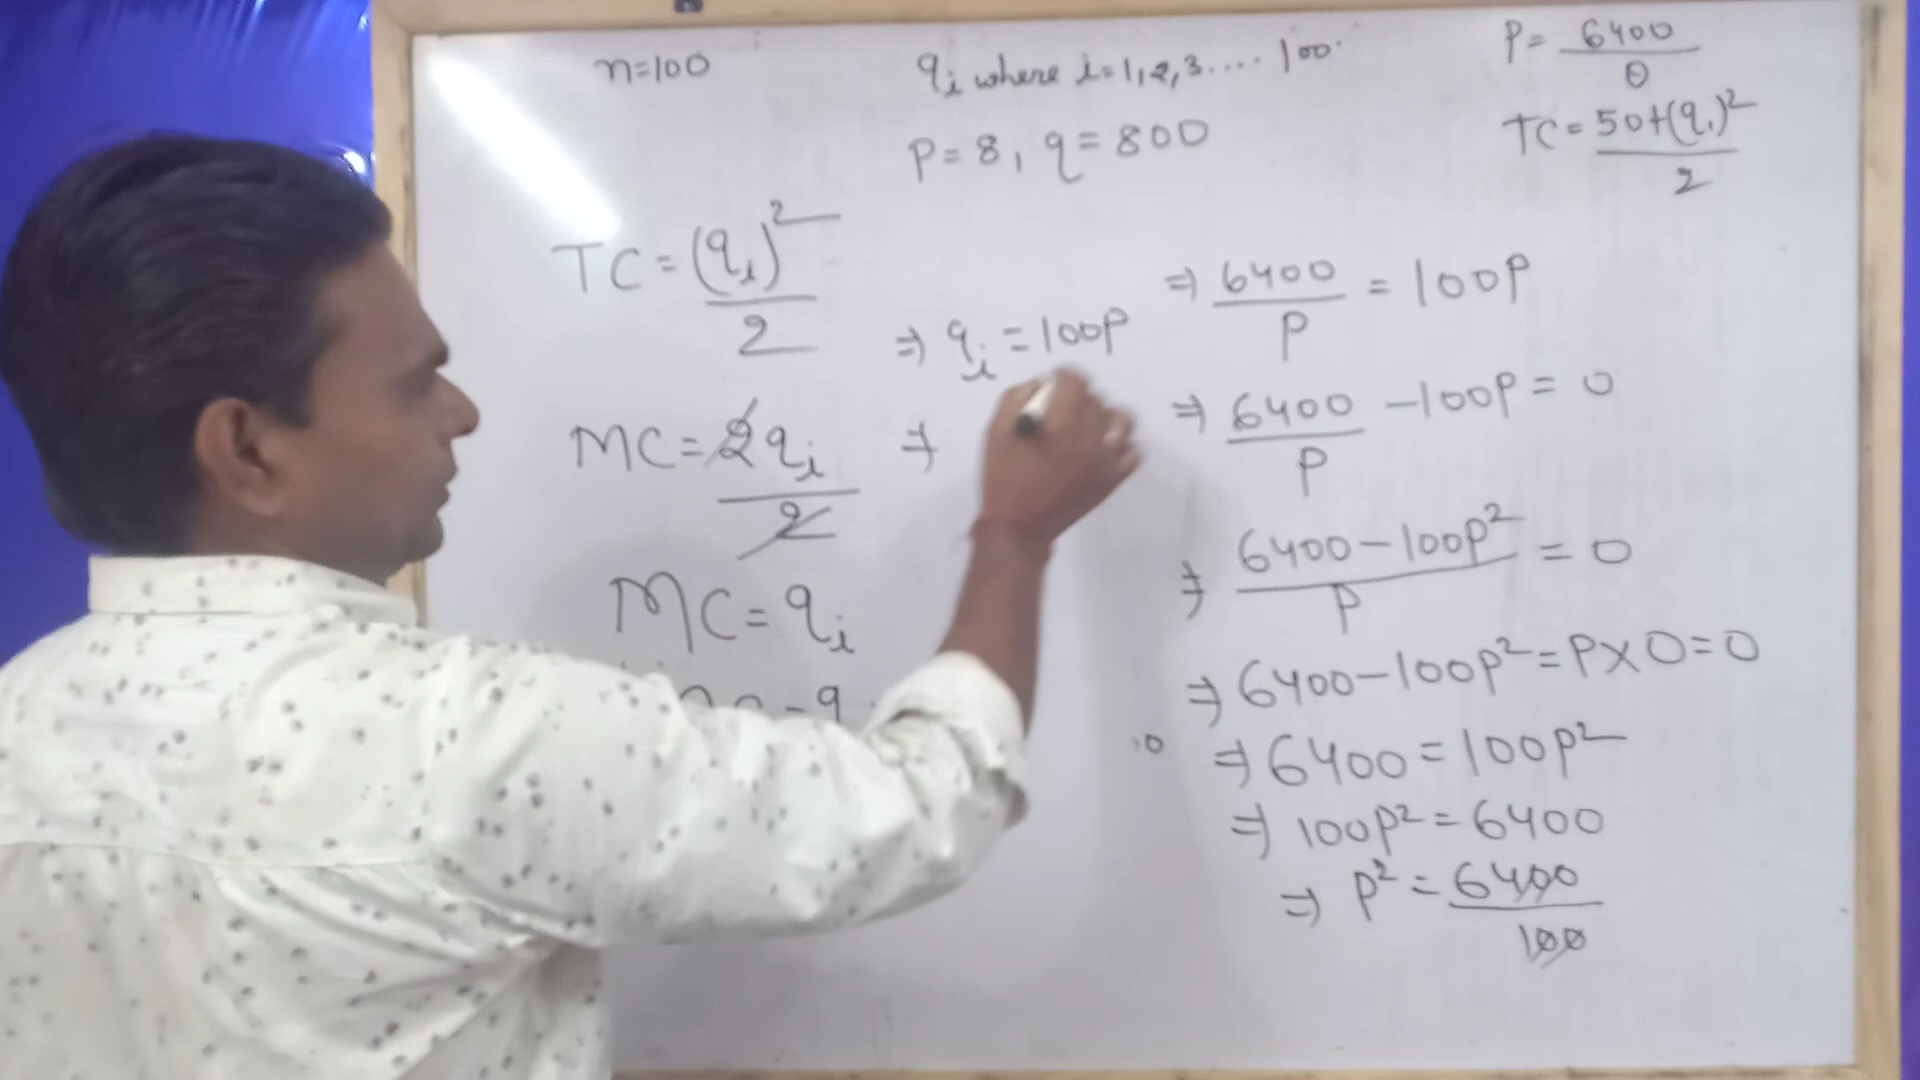 n=100
qi where i=1,2,3.... 100.
P=8, q=800
P= 6400/θ
TC= 50+(qi)²/2
TC=(qi)²/2
MC=2qi/2
MC=qi
⇒ qi=100P
⇒
⇒ 6400/P = 100P
⇒ 6400/P -100P= 0
⇒ 6400-100P²/P = 0
⇒ 6400-100P²=P×0=0
⇒ 6400=100P²
⇒ 100P²=6400
⇒ P²=6400/100